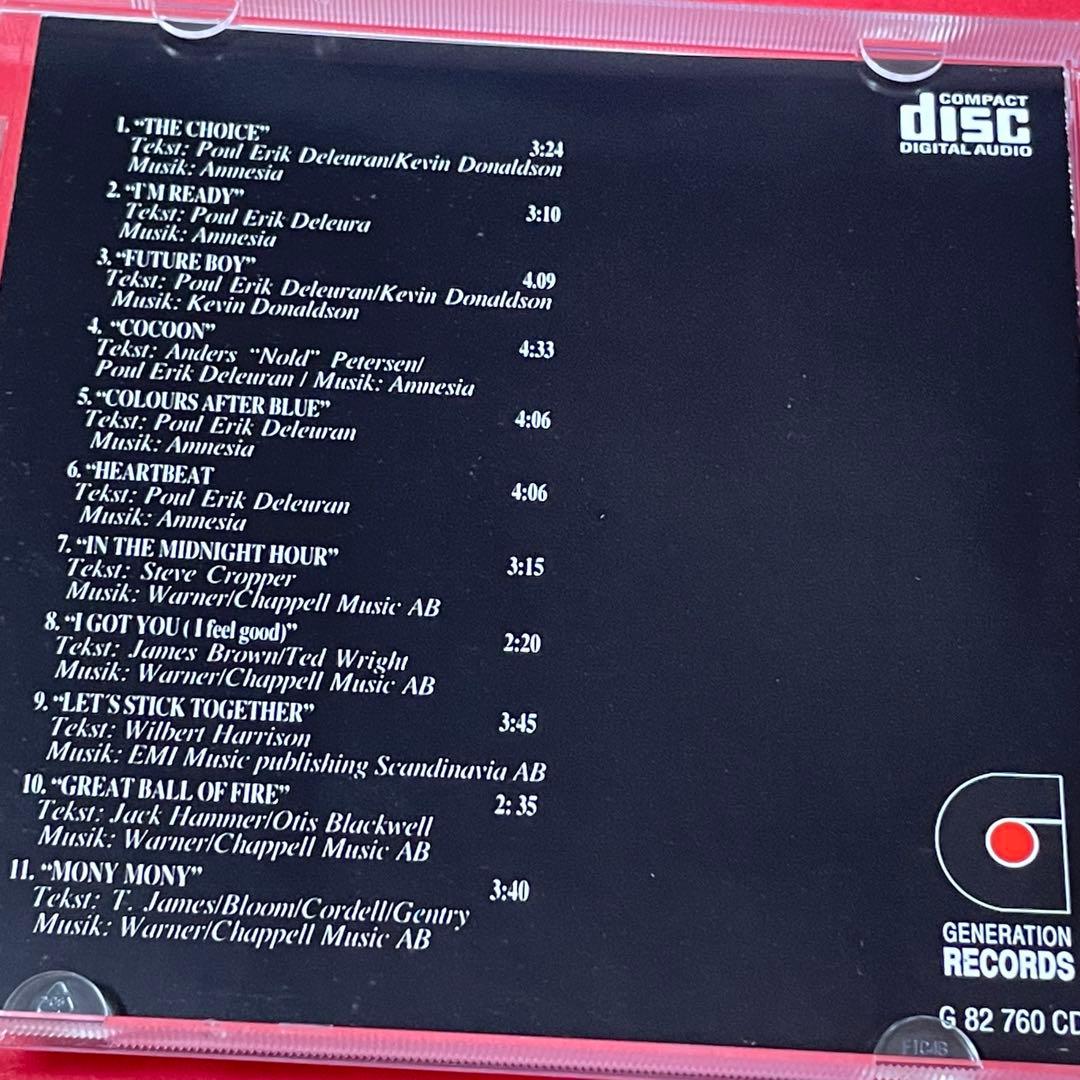 COMPACT
disc
DIGITAL AUDIO
1. “THE CHOICE” 3:24
Tekst: Poul Erik Deleuran/Kevin Donaldson
Musik: Amnesia
2. “I'M READY” 3:10
Tekst: Poul Erik Deleura
Musik: Amnesia
3. “FUTURE BOY” 4.09
Tekst: Poul Erik Deleuran/Kevin Donaldson
Musik: Kevin Donaldson
4. “COCOON” 4:33
Tekst: Anders “Nold” Petersen/
Poul Erik Deleuran / Musik: Amnesia
5. “COLOURS AFTER BLUE” 4:06
Tekst: Poul Erik Deleuran
Musik: Amnesia
6. “HEARTBEAT 4:06
Tekst: Poul Erik Deleuran
Musik: Amnesia
7. “IN THE MIDNIGHT HOUR” 3:15
Tekst: Steve Cropper
Musik: Warner/Chappell Music AB
8. “I GOT YOU ( I feel good)” 2:20
Tekst: James Brown/Ted Wright
Musik: Warner/Chappell Music AB
9. “LET´S STICK TOGETHER” 3:45
Tekst: Wilbert Harrison
Musik: EMI Music publishing Scandinavia AB
10. “GREAT BALL OF FIRE” 2: 35
Tekst: Jack Hammer/Otis Blackwell
Musik: Warner/Chappell Music AB
11. “MONY MONY” 3:40
Tekst: T. James/Bloom/Cordell/Gentry
Musik: Warner/Chappell Music AB
GENERATION
RECORDS
G 82 760 CD